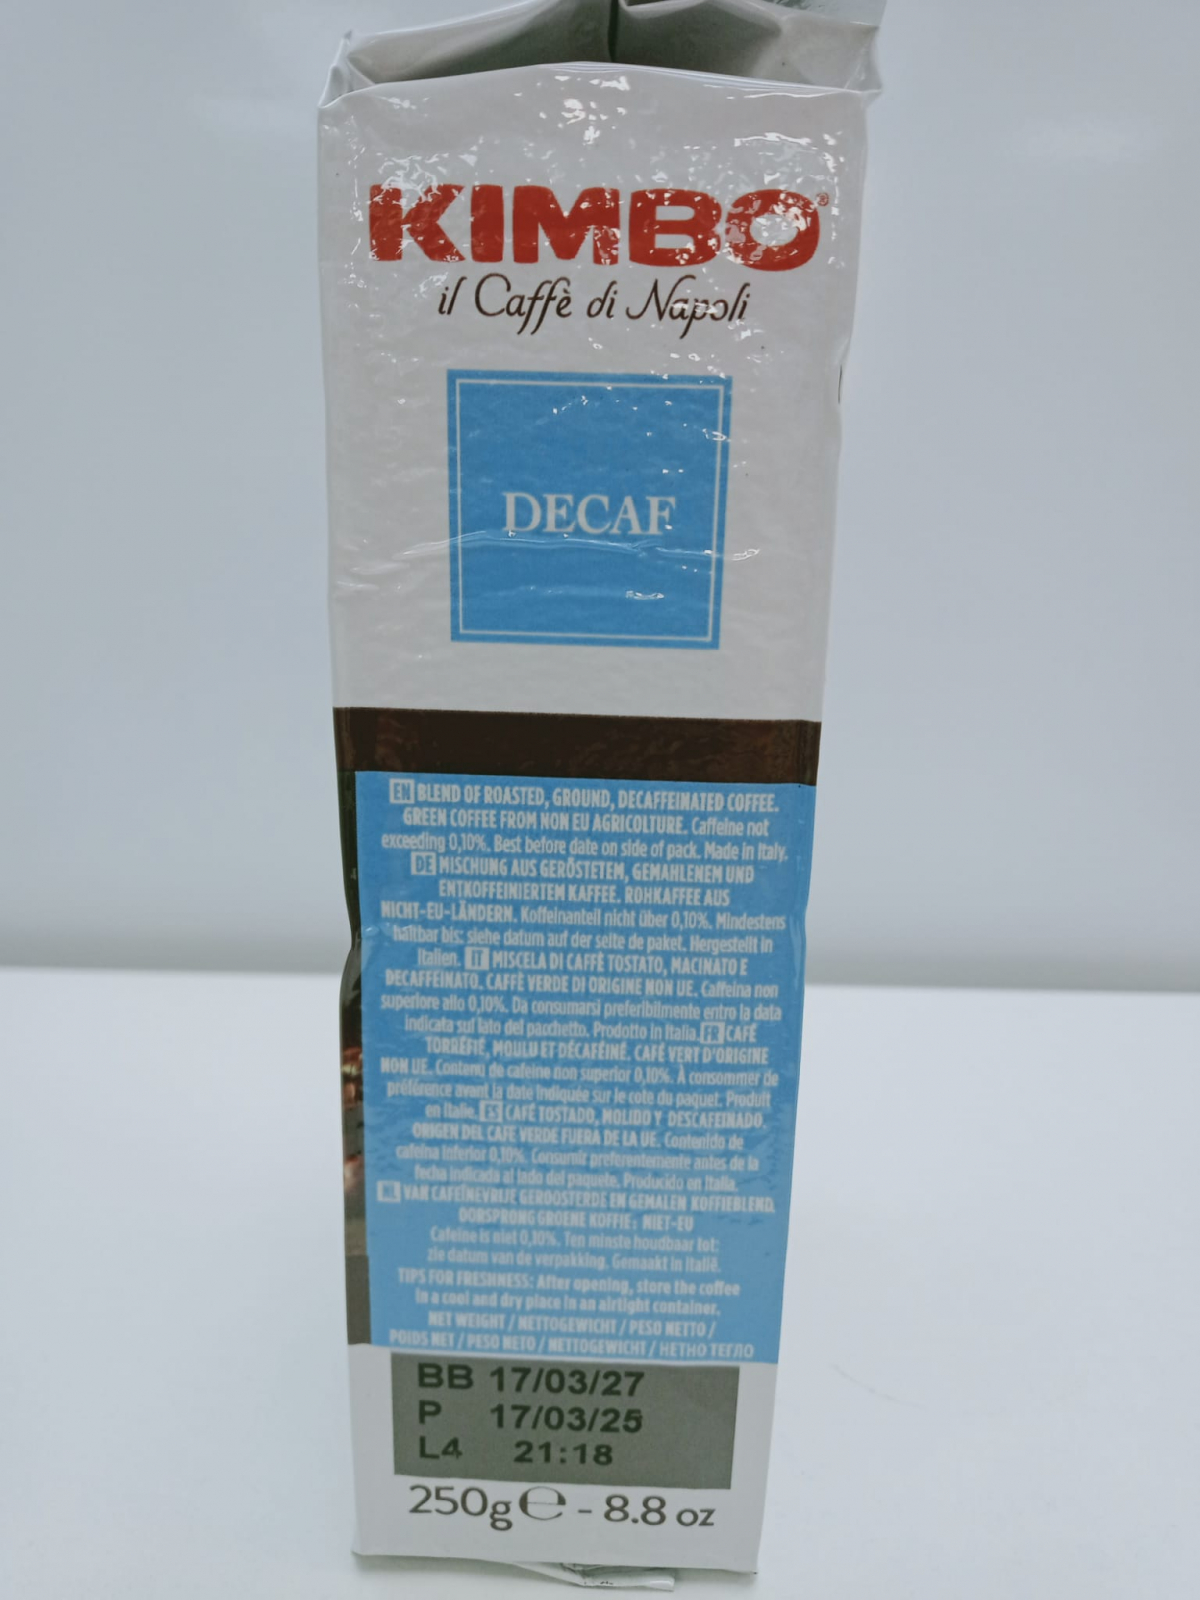 KIMBO®
il Caffè di Napoli
DECAF
EN BLEND OF ROASTED, GROUND, DECAFFEINATED COFFEE.
GREEN COFFEE FROM NON EU AGRICOLTURE. Caffeine not
exceeding 0,10%. Best before date on side of pack. Made in Italy.
DE MISCHUNG AUS GERÖSTETEM, GEMAHLENEM UND
ENTKOFFEINIERTEM KAFFEE. ROHKAFFEE AUS
NICHT-EU-LÄNDERN. Koffeinanteil nicht über 0,10%. Mindestens
haltbar bis: siehe datum auf der seite de paket. Hergestellt in
Italien. IT MISCELA DI CAFFÈ TOSTATO, MACINATO E
DECAFFEINATO. CAFFÈ VERDE DI ORIGINE NON UE. Caffeina non
superiore allo 0,10%. Da consumarsi preferibilmente entro la data
indicata sul lato del pacchetto. Prodotto in Italia. FR CAFÉ
TORRÉFIÉ, MOULU ET DÉCAFÉINÉ. CAFÉ VERT D'ORIGINE
NON UE. Contenu de cafeine non superior 0,10%. À consommer de
préférence avant la date indiquée sur le cote du paquet. Produit
en Italie. ES CAFÉ TOSTADO, MOLIDO Y DESCAFEINADO.
ORIGEN DEL CAFE VERDE FUERA DE LA UE. Contenido de
cafeína inferior 0,10%. Consumir preferentemente antes de la
fecha indicada al lado del paquete. Producido en Italia.
NL VAN CAFEÏNEVRIJE GEROOSTERDE EN GEMALEN KOFFIEBLEND.
OORSPRONG GROENE KOFFIE: NIET-EU
Cafeine is niet 0,10%. Ten minste houdbaar tot:
zie datum van de verpakking. Gemaakt in Italië.
TIPS FOR FRESHNESS: After opening, store the coffee
in a cool and dry place in an airtight container.
NET WEIGHT / NETTOGEWICHT / PESO NETTO /
POIDS NET / PESO NETO / NETTOGEWICHT / НЕТНО ТЕГЛО
BB 17/03/27
P 17/03/25
L4 21:18
250g ℮ - 8.8 oz